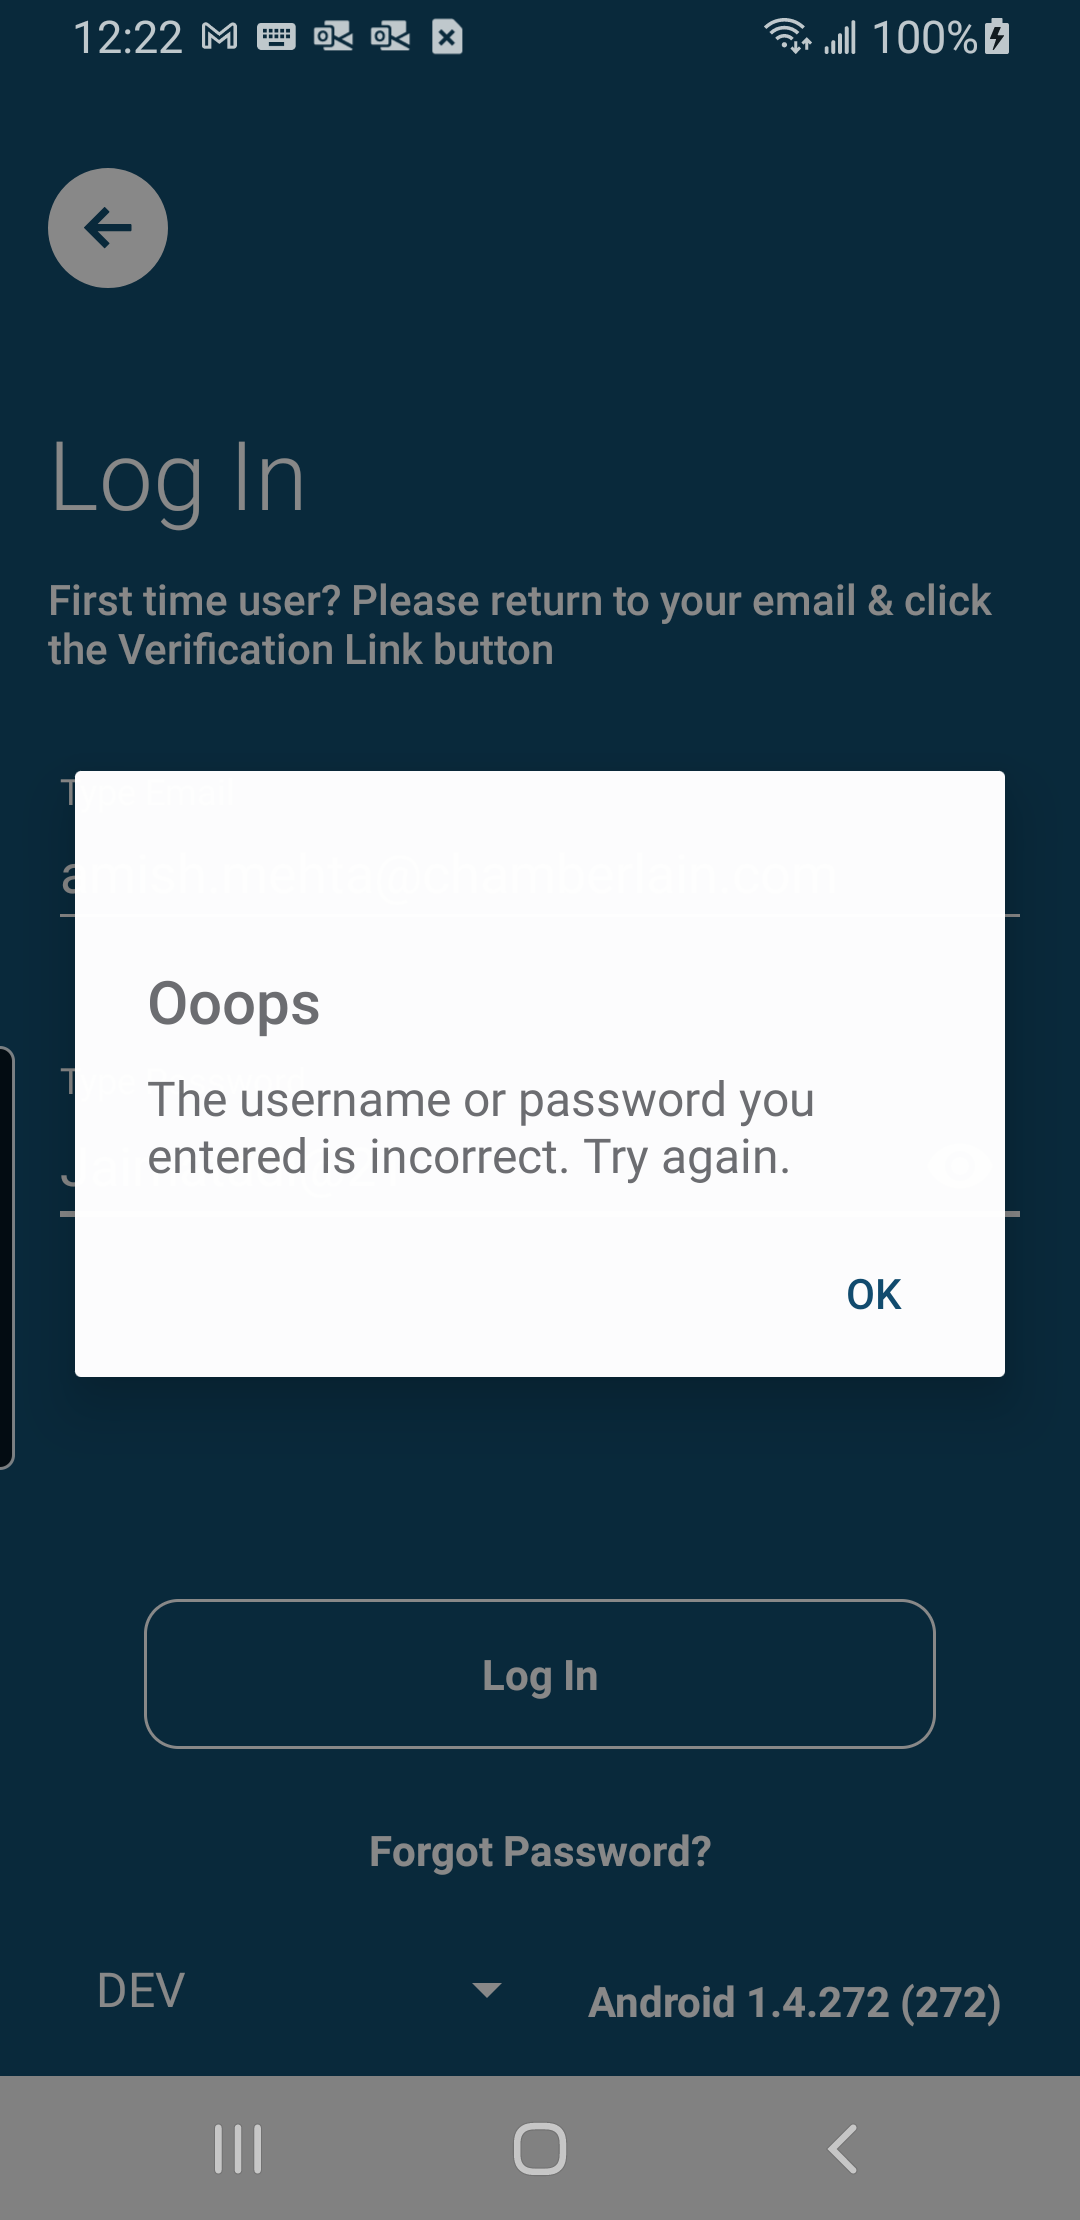 12:22
100%
Log In
First time user? Please return to your email & click
the Verification Link button
Type Email
amish.mehta@chamberlain.com
Ooops
The username or password you
entered is incorrect. Try again.
OK
Log In
Forgot Password?
DEV
Android 1.4.272 (272)